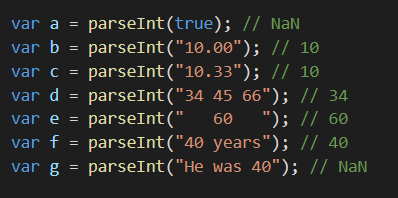 var a = parseInt(true); // NaN
var b = parseInt("10.00"); // 10
var c = parseInt("10.33"); // 10
var d = parseInt("34 45 66"); // 34
var e = parseInt("   60   "); // 60
var f = parseInt("40 years"); // 40
var g = parseInt("He was 40"); // NaN